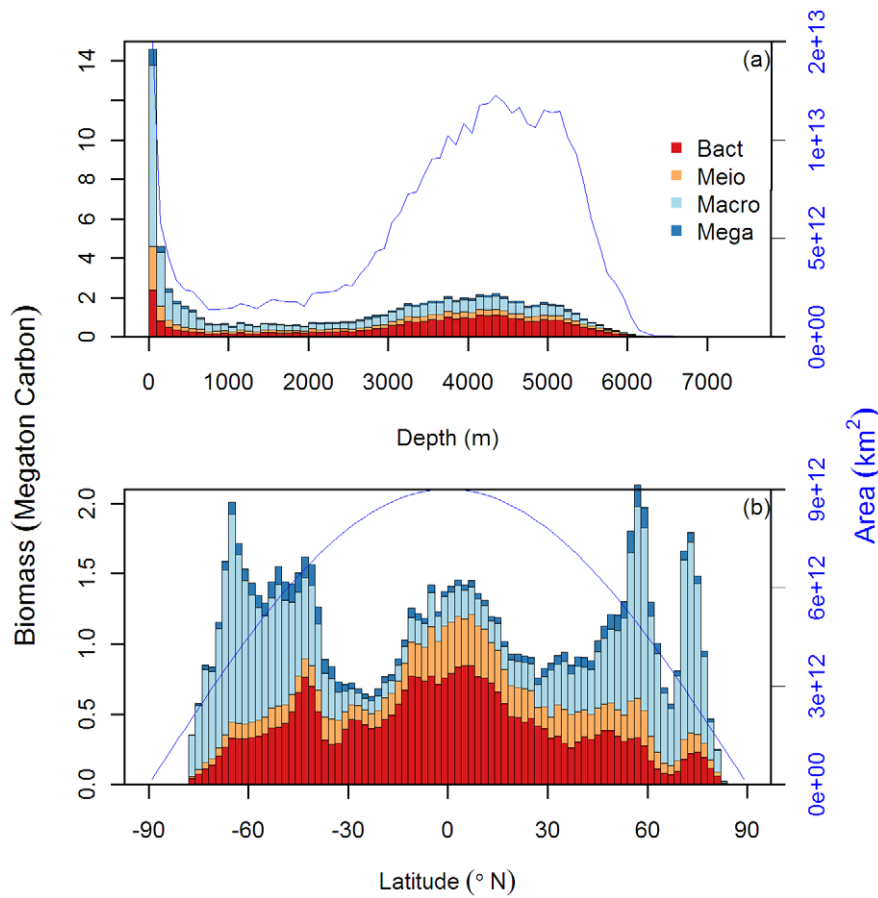 (a)
14
10
8
6
4
2
0
Bact
Meio
Macro
Mega
0e+00
5e+12
1e+13
2e+13
0 1000 2000 3000 4000 5000 6000 7000
Depth (m)
Biomass (Megaton Carbon)
Area (km²)
(b)
2.0
1.5
1.0
0.5
0.0
0e+00
3e+12
6e+12
9e+12
-90 -60 -30 0 30 60 90
Latitude (° N)